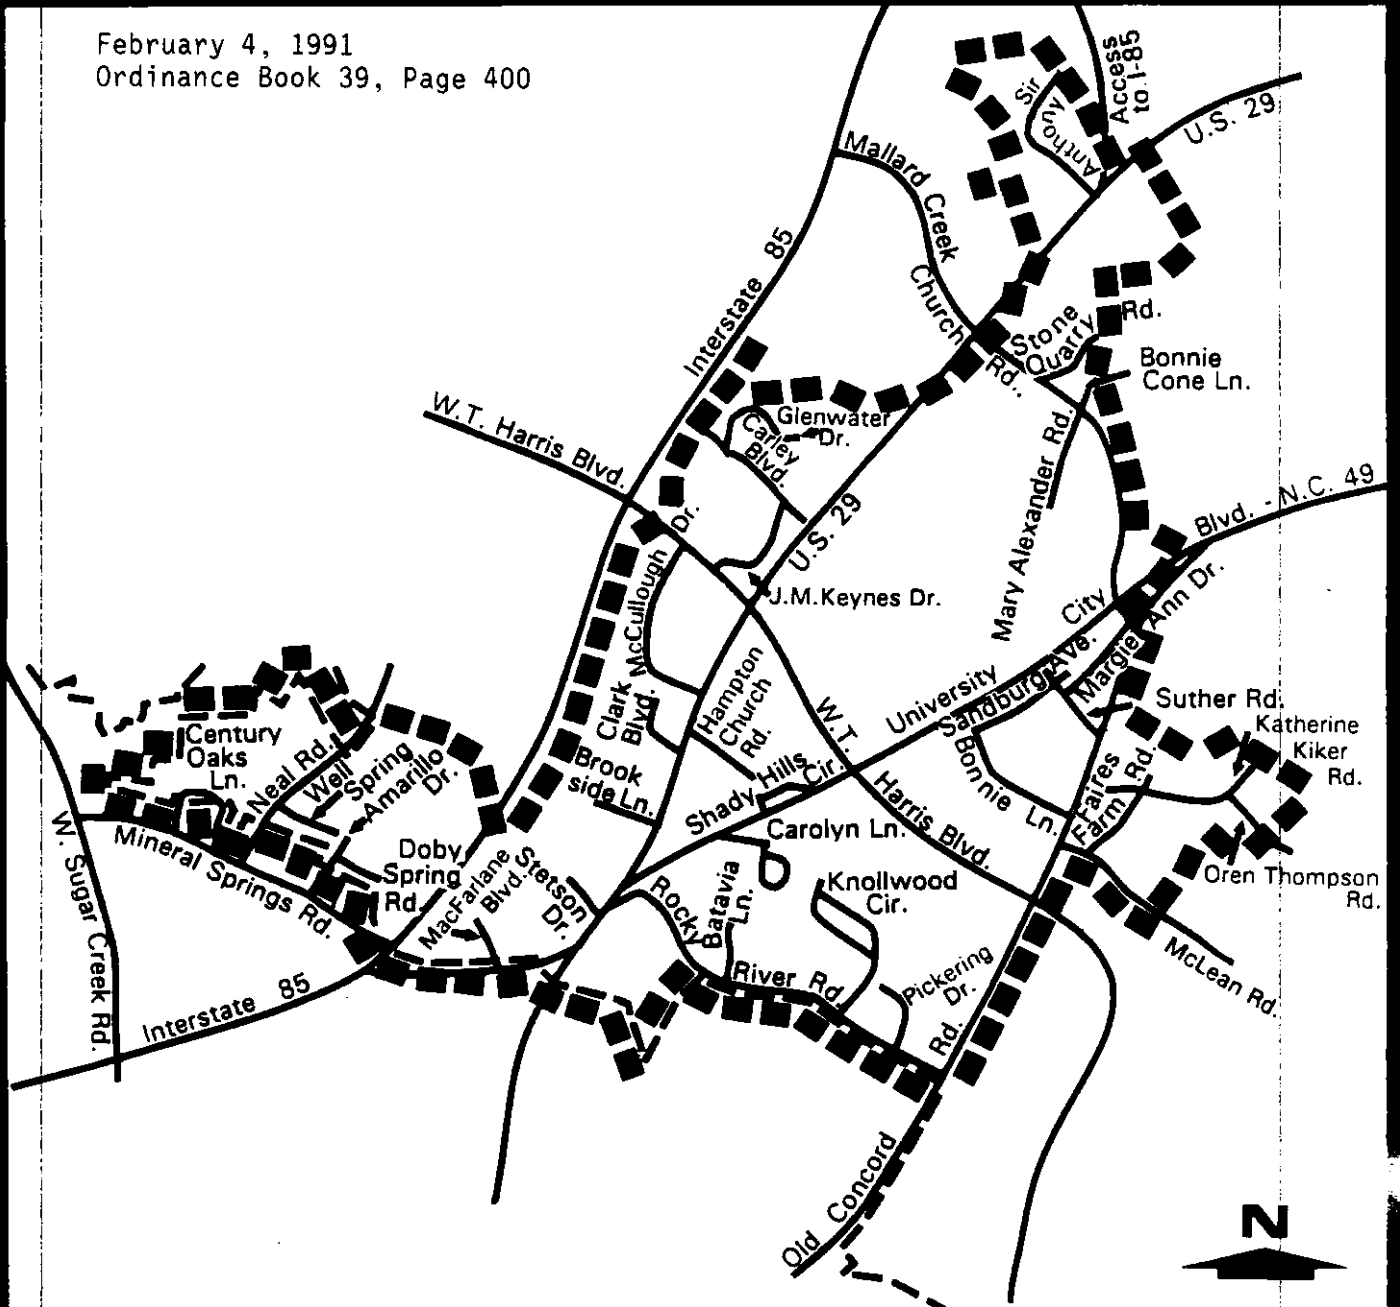 February 4, 1991
Ordinance Book 39, Page 400
Access
to I-85
Sir
Anthony
U.S. 29
Mallard Creek Church Rd.
Interstate 85
Stone
Quarry Rd.
Bonnie
Cone Ln.
W.T. Harris Blvd.
Glenwater
Dr.
Carley
Blvd.
Mary Alexander Rd.
U.S. 29
University City Blvd. - N.C. 49
McCullough Dr.
J.M.Keynes Dr.
Margie Ann Dr.
Sandburg Ave.
Clark
Blvd.
Hampton
Church
Rd.
W.T. Harris Blvd.
Suther Rd.
Katherine
Kiker
Rd.
Century
Oaks
Ln.
Neal Rd.
Well
Spring
Amarillo
Dr.
Brook
side Ln.
Shady Hills Cir.
Bonnie Ln.
Faires
Farm Rd.
W. Sugar Creek Rd.
Mineral Springs Rd.
Doby
Spring
Rd.
MacFarlane
Blvd.
Stetson
Dr.
Carolyn Ln.
Knollwood
Cir.
Batavia
Ln.
Rocky River Rd.
Pickering
Dr.
Oren Thompson
Rd.
McLean Rd.
Interstate 85
Old Concord Rd.
N